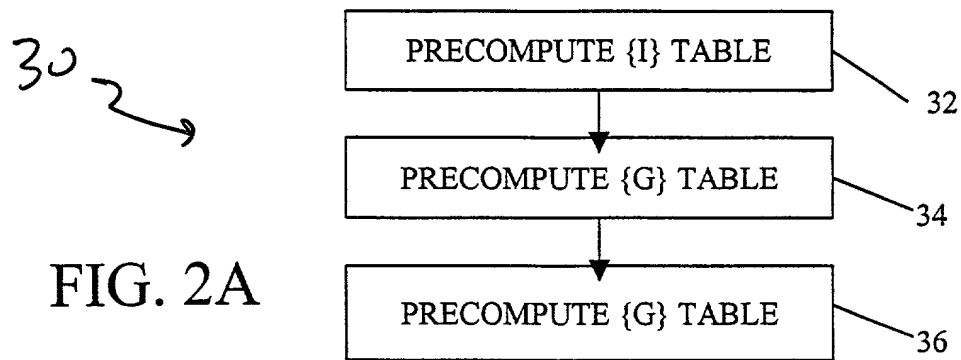 PRECOMPUTE {I} TABLE
30
32
PRECOMPUTE {G} TABLE
34
FIG. 2A
PRECOMPUTE {G} TABLE
36